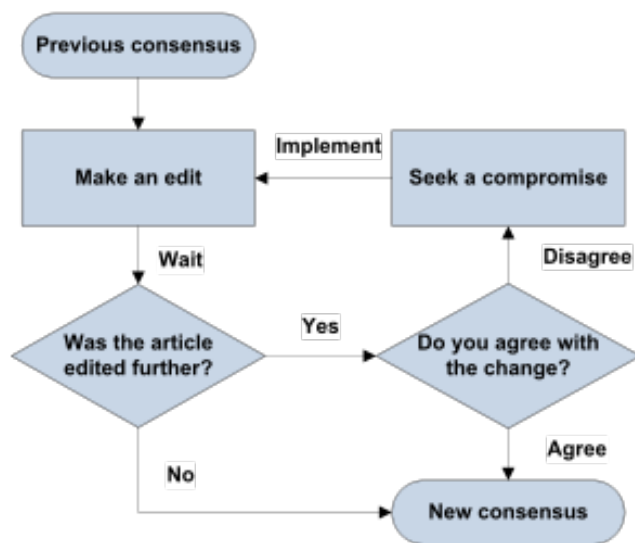 Previous consensus
Implement
Make an edit
Seek a compromise
Wait
Disagree
Was the article
edited further?
Yes
Do you agree with
the change?
No
Agree
New consensus